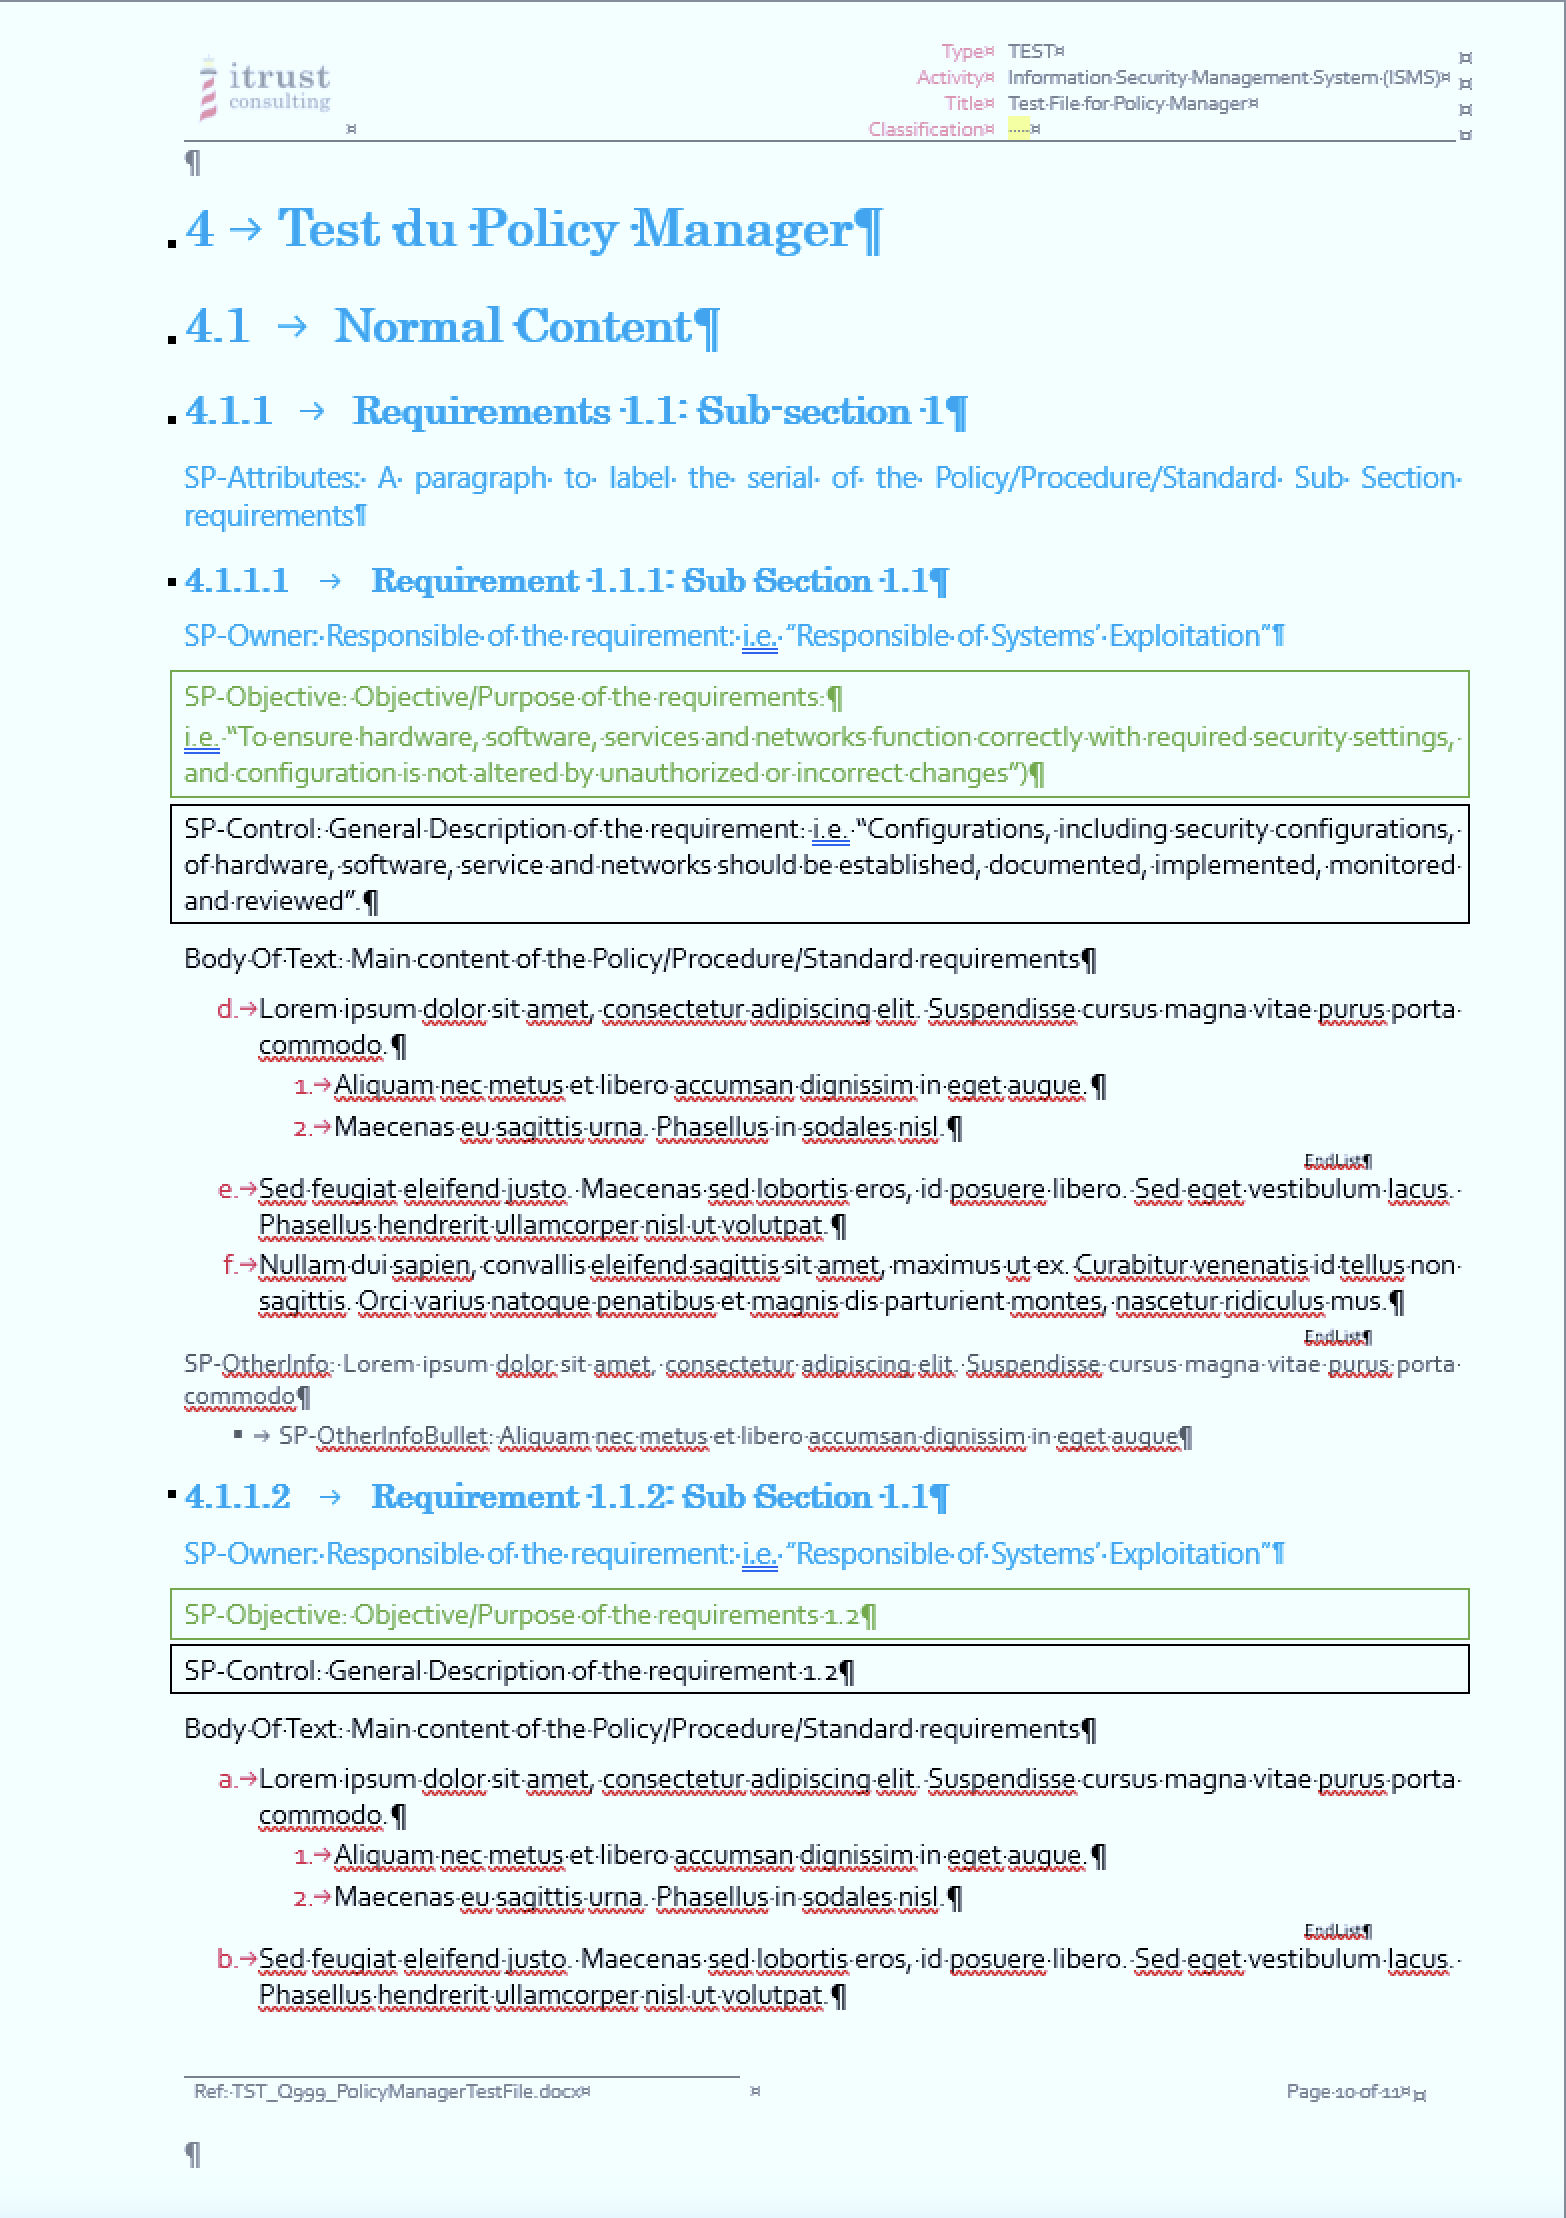 itrust
consulting
Type TEST
Activity Information Security Management System (ISMS)
Title Test File for Policy Manager
Classification .....
4 Test du Policy Manager
4.1 Normal Content
4.1.1 Requirements 1.1: Sub-section 1
SP-Attributes: A paragraph to label the serial of the Policy/Procedure/Standard Sub Section
requirements
4.1.1.1 Requirement 1.1.1: Sub Section 1.1
SP-Owner: Responsible of the requirement: i.e. "Responsible of Systems' Exploitation"
SP-Objective: Objective/Purpose of the requirements:
i.e. “To ensure hardware, software, services and networks function correctly with required security settings,
and configuration is not altered by unauthorized or incorrect changes”)
SP-Control: General Description of the requirement: i.e. “Configurations, including security configurations,
of hardware, software, service and networks should be established, documented, implemented, monitored
and reviewed”.
Body Of Text: Main content of the Policy/Procedure/Standard requirements
d. Lorem ipsum dolor sit amet, consectetur adipiscing elit. Suspendisse cursus magna vitae purus porta
commodo.
1. Aliquam nec metus et libero accumsan dignissim in eget augue.
2. Maecenas eu sagittis urna. Phasellus in sodales nisl.
EndList
e. Sed feugiat eleifend justo. Maecenas sed lobortis eros, id posuere libero. Sed eget vestibulum lacus.
Phasellus hendrerit ullamcorper nisl ut volutpat.
f. Nullam dui sapien, convallis eleifend sagittis sit amet, maximus ut ex. Curabitur venenatis id tellus non
sagittis. Orci varius natoque penatibus et magnis dis parturient montes, nascetur ridiculus mus.
EndList
SP-OtherInfo: Lorem ipsum dolor sit amet, consectetur adipiscing elit. Suspendisse cursus magna vitae purus porta
commodo
▪ SP-OtherInfoBullet: Aliquam nec metus et libero accumsan dignissim in eget augue
4.1.1.2 Requirement 1.1.2: Sub Section 1.1
SP-Owner: Responsible of the requirement: i.e. "Responsible of Systems' Exploitation"
SP-Objective: Objective/Purpose of the requirements 1.2
SP-Control: General Description of the requirement 1.2
Body Of Text: Main content of the Policy/Procedure/Standard requirements
a. Lorem ipsum dolor sit amet, consectetur adipiscing elit. Suspendisse cursus magna vitae purus porta
commodo.
1. Aliquam nec metus et libero accumsan dignissim in eget augue.
2. Maecenas eu sagittis urna. Phasellus in sodales nisl.
EndList
b. Sed feugiat eleifend justo. Maecenas sed lobortis eros, id posuere libero. Sed eget vestibulum lacus.
Phasellus hendrerit ullamcorper nisl ut volutpat.
Ref: TST_Q999_PolicyManagerTestFile.docx Page 10 of 11